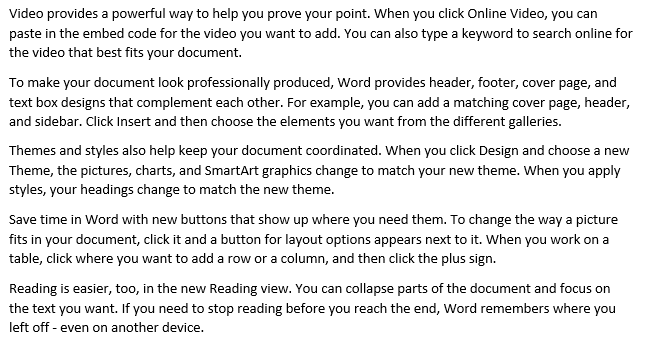 Video provides a powerful way to help you prove your point. When you click Online Video, you can
paste in the embed code for the video you want to add. You can also type a keyword to search online for
the video that best fits your document.
To make your document look professionally produced, Word provides header, footer, cover page, and
text box designs that complement each other. For example, you can add a matching cover page, header,
and sidebar. Click Insert and then choose the elements you want from the different galleries.
Themes and styles also help keep your document coordinated. When you click Design and choose a new
Theme, the pictures, charts, and SmartArt graphics change to match your new theme. When you apply
styles, your headings change to match the new theme.
Save time in Word with new buttons that show up where you need them. To change the way a picture
fits in your document, click it and a button for layout options appears next to it. When you work on a
table, click where you want to add a row or a column, and then click the plus sign.
Reading is easier, too, in the new Reading view. You can collapse parts of the document and focus on
the text you want. If you need to stop reading before you reach the end, Word remembers where you
left off - even on another device.